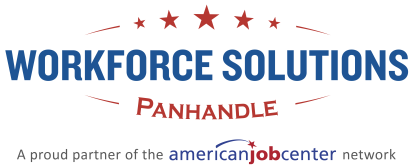 WORKFORCE SOLUTIONS
PANHANDLE
A proud partner of the americanjobcenter network